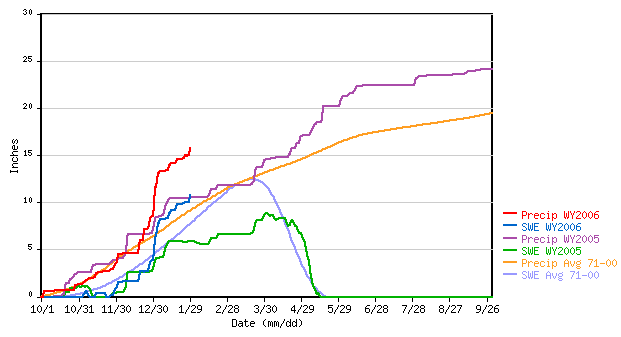 30
25
20
15
10
5
0
Inches
10/1 10/31 11/30 12/30 1/29 2/28 3/30 4/29 5/29 6/28 7/28 8/27 9/26
Date (mm/dd)
Precip WY2006
SWE WY2006
Precip WY2005
SWE WY2005
Precip Avg 71-00
SWE Avg 71-00